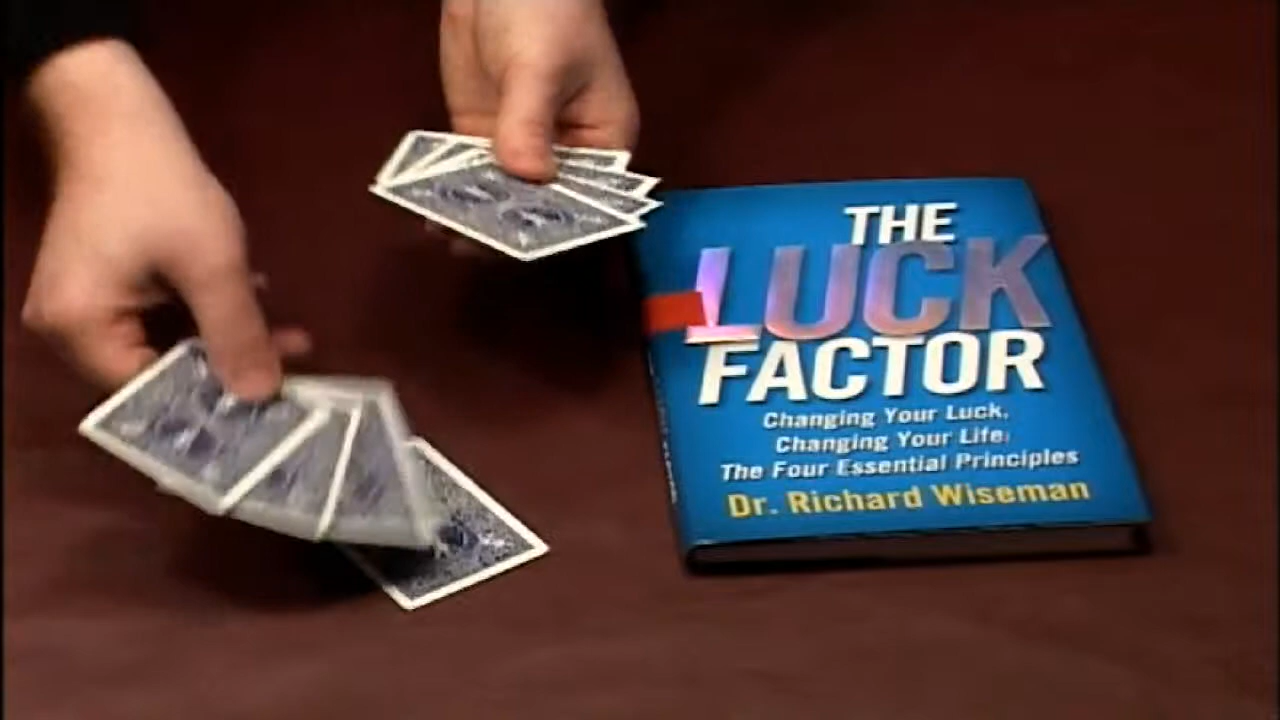 THE
LUCK
FACTOR
Changing Your Luck,
Changing Your Life:
The Four Essential Principles
Dr. Richard Wiseman